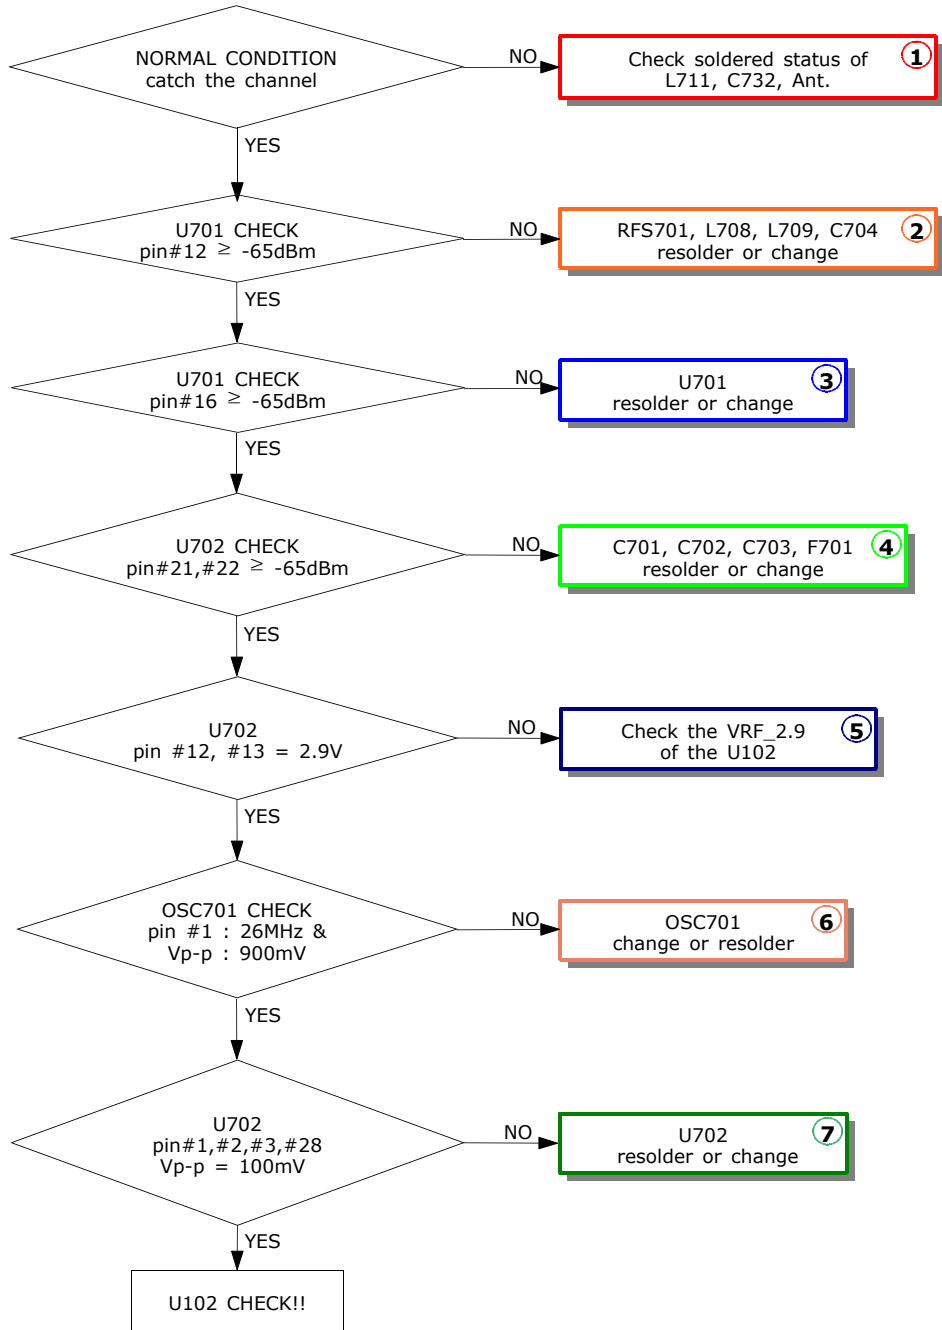 NORMAL CONDITION
catch the channel
NO
Check soldered status of
L711, C732, Ant.
1
YES
U701 CHECK
pin#12 ≥ -65dBm
NO
RFS701, L708, L709, C704
resolder or change
2
YES
U701 CHECK
pin#16 ≥ -65dBm
NO
U701
resolder or change
3
YES
U702 CHECK
pin#21,#22 ≥ -65dBm
NO
C701, C702, C703, F701
resolder or change
4
YES
U702
pin #12, #13 = 2.9V
NO
Check the VRF_2.9
of the U102
5
YES
OSC701 CHECK
pin #1 : 26MHz &
Vp-p : 900mV
NO
OSC701
change or resolder
6
YES
U702
pin#1,#2,#3,#28
Vp-p = 100mV
NO
U702
resolder or change
7
YES
U102 CHECK!!